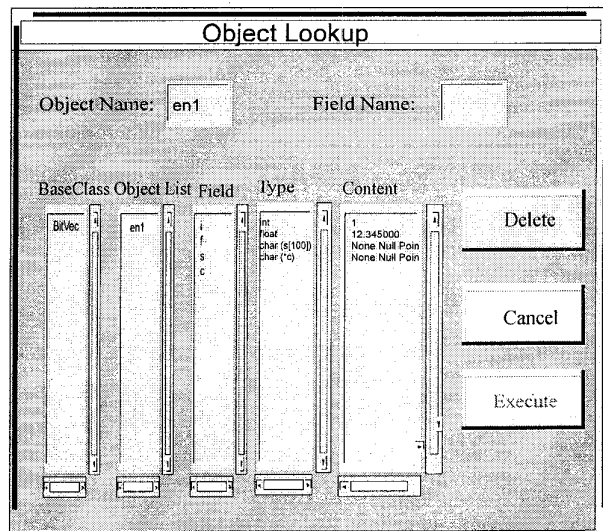 Object Lookup
Object Name: en1 Field Name:
BaseClass Object List Field Type Content
BitVec en1 i int 1
f float 12.345000
s char (s[100]) None Null Poin
c char (*c) None Null Poin
Delete
Cancel
Execute